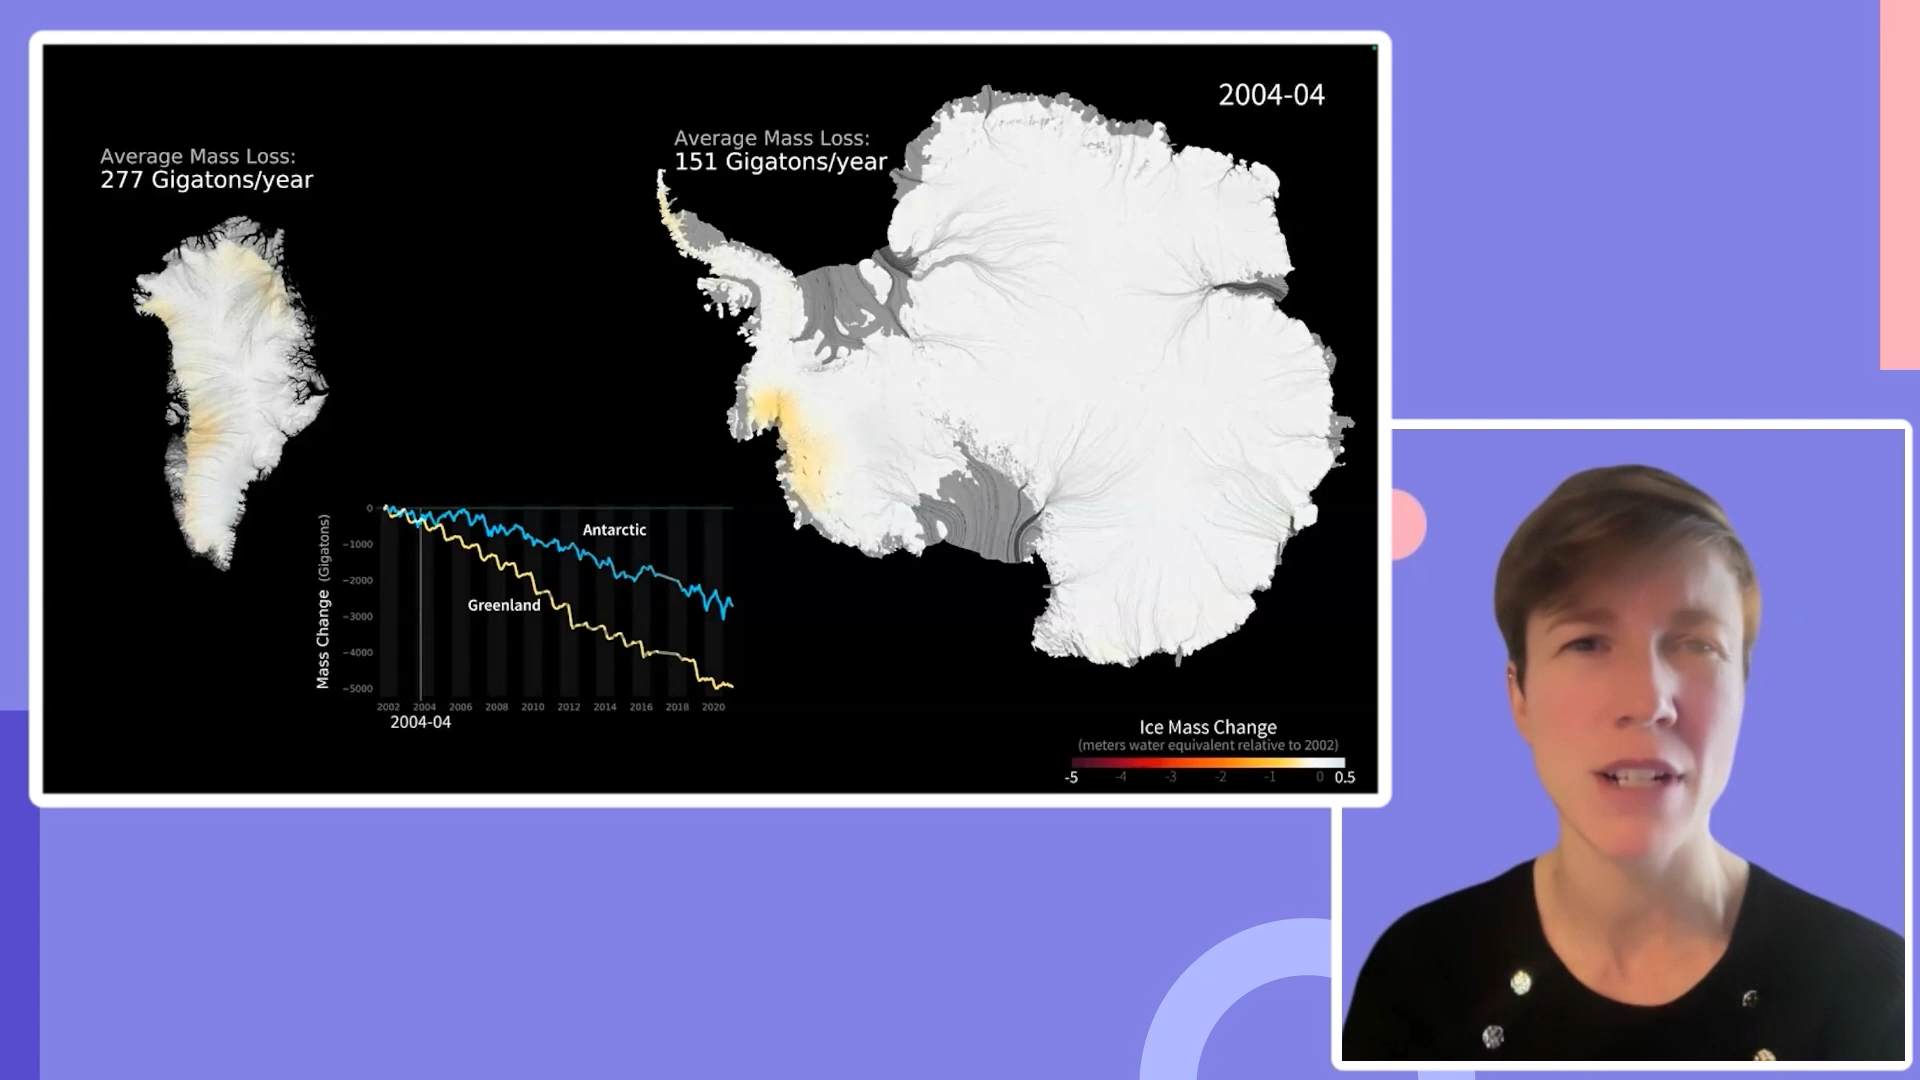 2004-04
Average Mass Loss:
151 Gigatons/year
Average Mass Loss:
277 Gigatons/year
Mass Change (Gigatons)
0
−1000
−2000
−3000
−4000
−5000
Antarctic
Greenland
2002 2004 2006 2008 2010 2012 2014 2016 2018 2020
2004-04
Ice Mass Change
(meters water equivalent relative to 2002)
-5 -4 -3 -2 -1 0 0.5